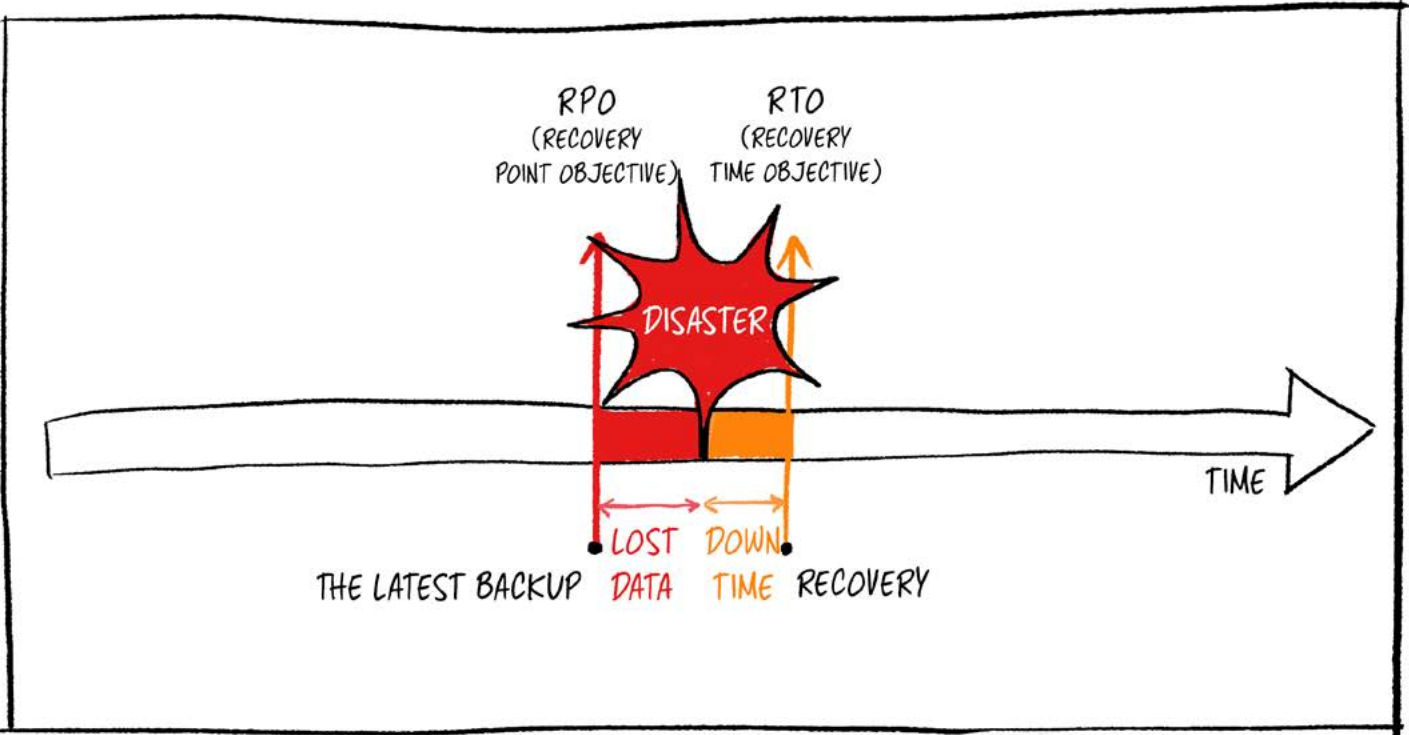 RPO
(RECOVERY
POINT OBJECTIVE)
RTO
(RECOVERY
TIME OBJECTIVE)
DISASTER
TIME
LOST
DATA
DOWN
TIME
THE LATEST BACKUP
RECOVERY